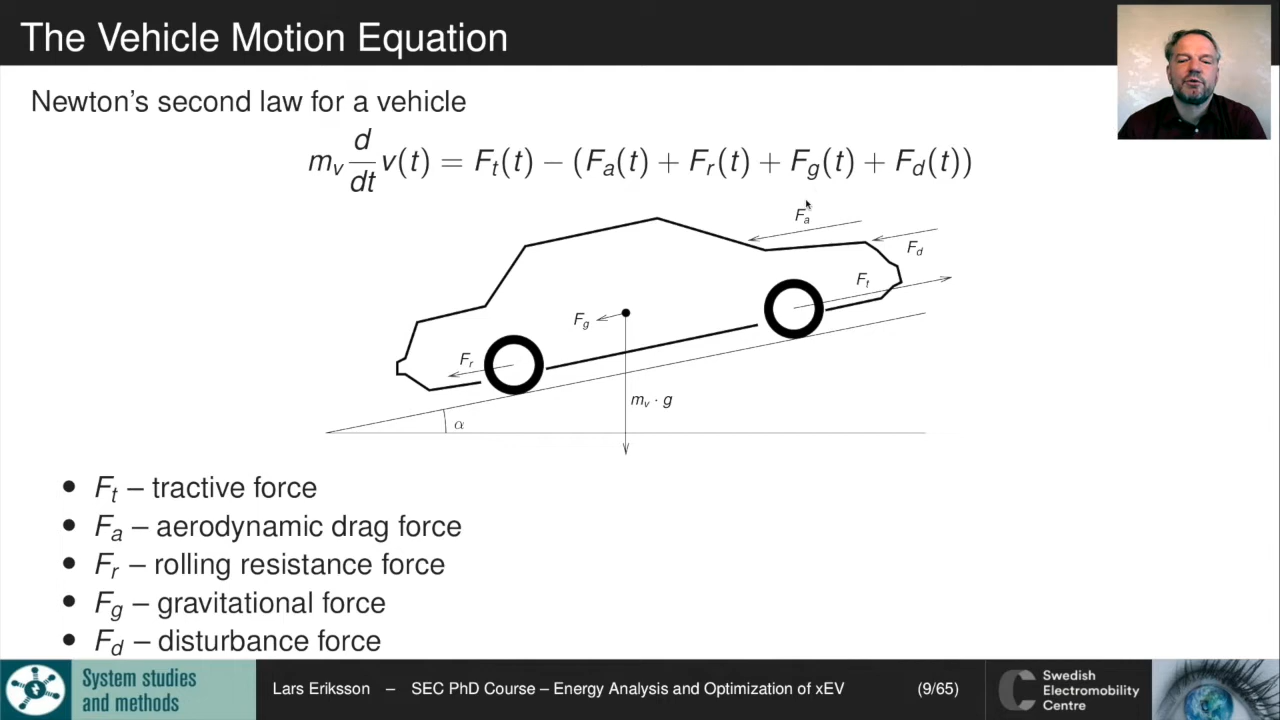 The Vehicle Motion Equation
Newton's second law for a vehicle
m_v d/dt v(t) = F_t(t) − (F_a(t) + F_r(t) + F_g(t) + F_d(t))
F_a
F_d
F_t
F_g
F_r
m_v · g
α
• F_t – tractive force
• F_a – aerodynamic drag force
• F_r – rolling resistance force
• F_g – gravitational force
• F_d – disturbance force
System studies
and methods
Lars Eriksson – SEC PhD Course – Energy Analysis and Optimization of xEV (9/65)
Swedish
Electromobility
Centre